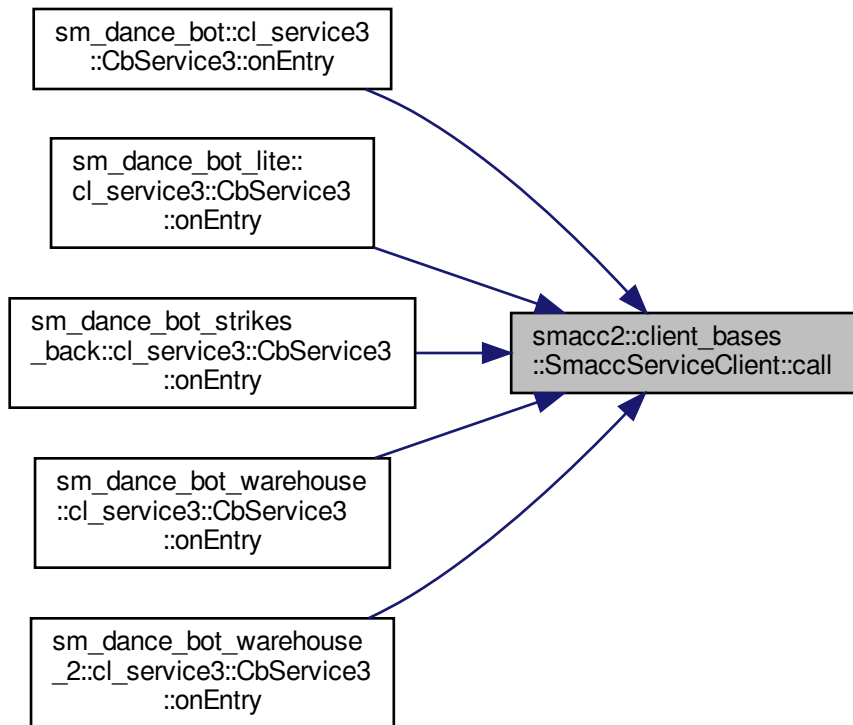 sm_dance_bot::cl_service3
::CbService3::onEntry
sm_dance_bot_lite::
cl_service3::CbService3
::onEntry
sm_dance_bot_strikes
_back::cl_service3::CbService3
::onEntry
smacc2::client_bases
::SmaccServiceClient::call
sm_dance_bot_warehouse
::cl_service3::CbService3
::onEntry
sm_dance_bot_warehouse
_2::cl_service3::CbService3
::onEntry